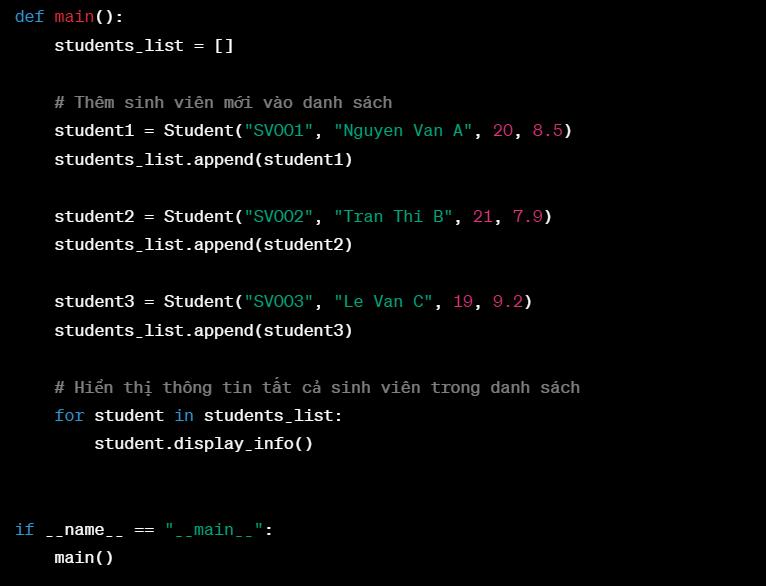 def main():
    students_list = []
    # Thêm sinh viên mới vào danh sách
    student1 = Student("SV001", "Nguyen Van A", 20, 8.5)
    students_list.append(student1)
    student2 = Student("SV002", "Tran Thi B", 21, 7.9)
    students_list.append(student2)
    student3 = Student("SV003", "Le Van C", 19, 9.2)
    students_list.append(student3)
    # Hiển thị thông tin tất cả sinh viên trong danh sách
    for student in students_list:
        student.display_info()
if __name__ == "__main__":
    main()